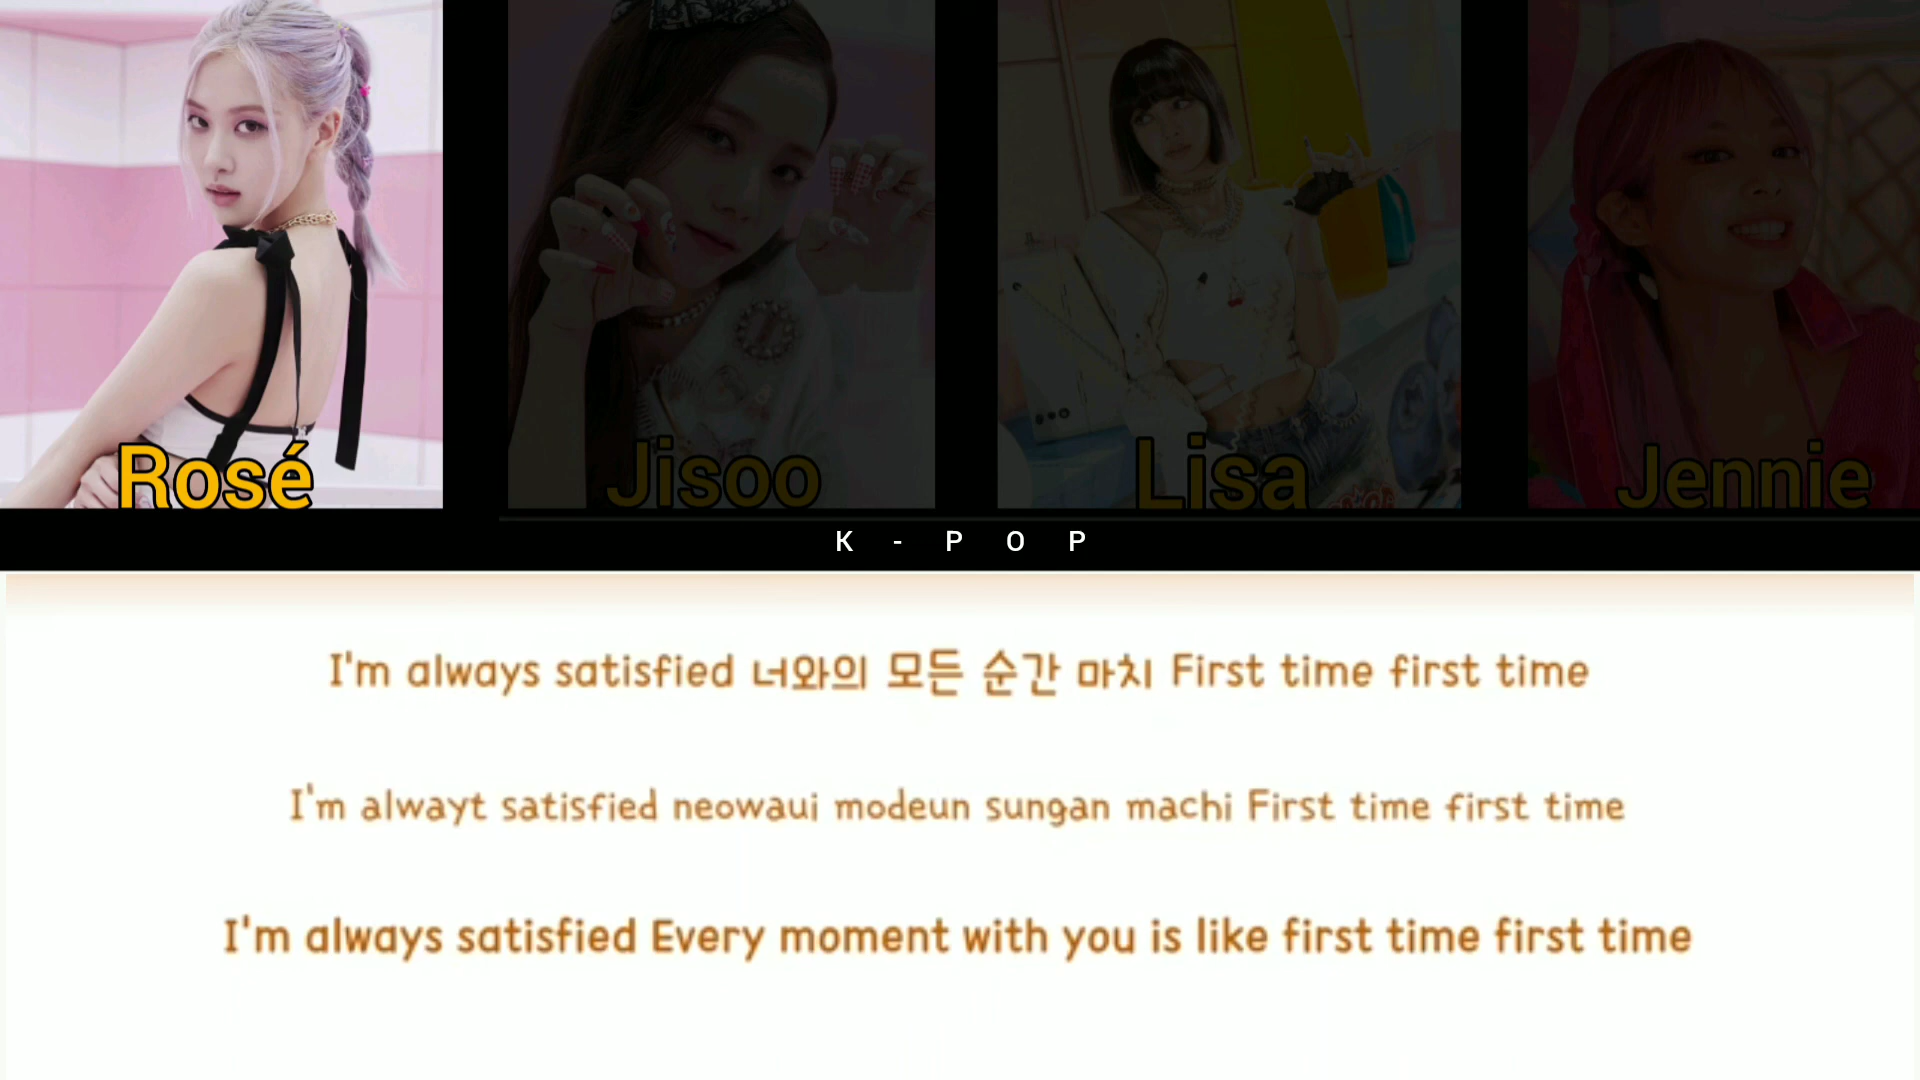 Rosé Jisoo Lisa Jennie
K - P O P
I'm always satisfied 너와의 모든 순간 마치 First time first time
I'm alwayt satisfied neowaui modeun sungan machi First time first time
I'm always satisfied Every moment with you is like first time first time